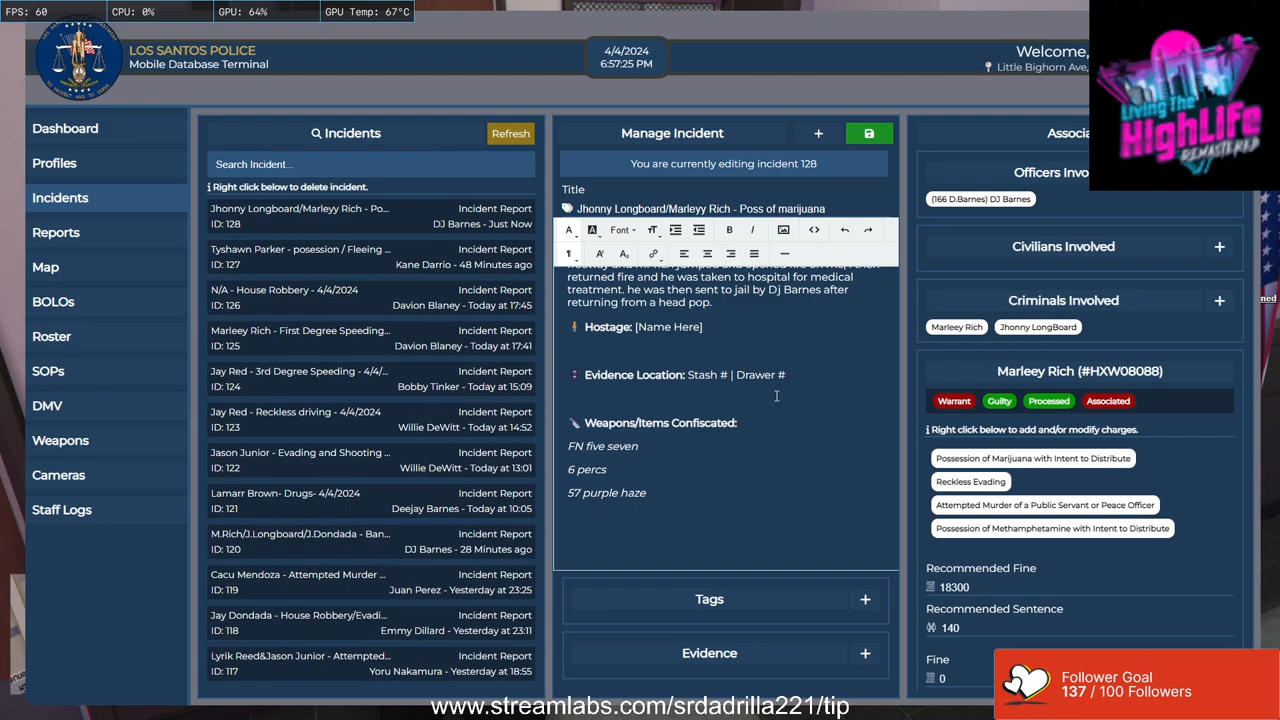 FPS: 60
CPU: 0%
GPU: 64%
GPU Temp: 67°C
LOS SANTOS POLICE
Mobile Database Terminal
4/4/2024
6:57:25 PM
Welcome,
Little Bighorn Ave,
LIVING THE
HIGHLIFE
REMASTERED
Dashboard
Profiles
Incidents
Reports
Map
BOLOs
Roster
SOPs
DMV
Weapons
Cameras
Staff Logs
Incidents
Refresh
Search Incident...
Right click below to delete incident.
Jhonny Longboard/Marleyy Rich - Po...
Incident Report
ID: 128
DJ Barnes - Just Now
Tyshawn Parker - posession / Fleeing ...
Incident Report
ID: 127
Kane Darrio - 48 Minutes ago
N/A - House Robbery - 4/4/2024
Incident Report
ID: 126
Davion Blaney - Today at 17:45
Marleey Rich - First Degree Speeding...
Incident Report
ID: 125
Davion Blaney - Today at 17:41
Jay Red - 3rd Degree Speeding - 4/4/...
Incident Report
ID: 124
Bobby Tinker - Today at 15:09
Jay Red - Reckless driving - 4/4/2024
Incident Report
ID: 123
Willie DeWitt - Today at 14:52
Jason Junior - Evading and Shooting ...
Incident Report
ID: 122
Willie DeWitt - Today at 13:01
Lamarr Brown- Drugs- 4/4/2024
Incident Report
ID: 121
Deejay Barnes - Today at 10:05
M.Rich/J.Longboard/J.Dondada - Ban...
Incident Report
ID: 120
DJ Barnes - 28 Minutes ago
Cacu Mendoza - Attempted Murder ...
Incident Report
ID: 119
Juan Perez - Yesterday at 23:25
Jay Dondada - House Robbery/Evadi...
Incident Report
ID: 118
Emmy Dillard - Yesterday at 23:11
Lyrik Reed&Jason Junior - Attempted...
Incident Report
ID: 117
Yoru Nakamura - Yesterday at 18:55
Manage Incident
You are currently editing incident 128
Title
Jhonny Longboard/Marleyy Rich - Poss of marijuana
Font
returned fire and he was taken to hospital for medical
treatment. he was then sent to jail by Dj Barnes after
returning from a head pop.
Hostage: [Name Here]
Evidence Location: Stash # | Drawer #
Weapons/Items Confiscated:
FN five seven
6 percs
57 purple haze
Tags
Evidence
Associa
Officers Invo
(166 D.Barnes) DJ Barnes
Civilians Involved
Criminals Involved
Marleey Rich
Jhonny LongBoard
Marleey Rich (#HXW08088)
Warrant
Guilty
Processed
Associated
Right click below to add and/or modify charges.
Possession of Marijuana with Intent to Distribute
Reckless Evading
Attempted Murder of a Public Servant or Peace Officer
Possession of Methamphetamine with Intent to Distribute
Recommended Fine
18300
Recommended Sentence
140
Fine
0
ned
Follower Goal
137 / 100 Followers
www.streamlabs.com/srdadrilla221/tip